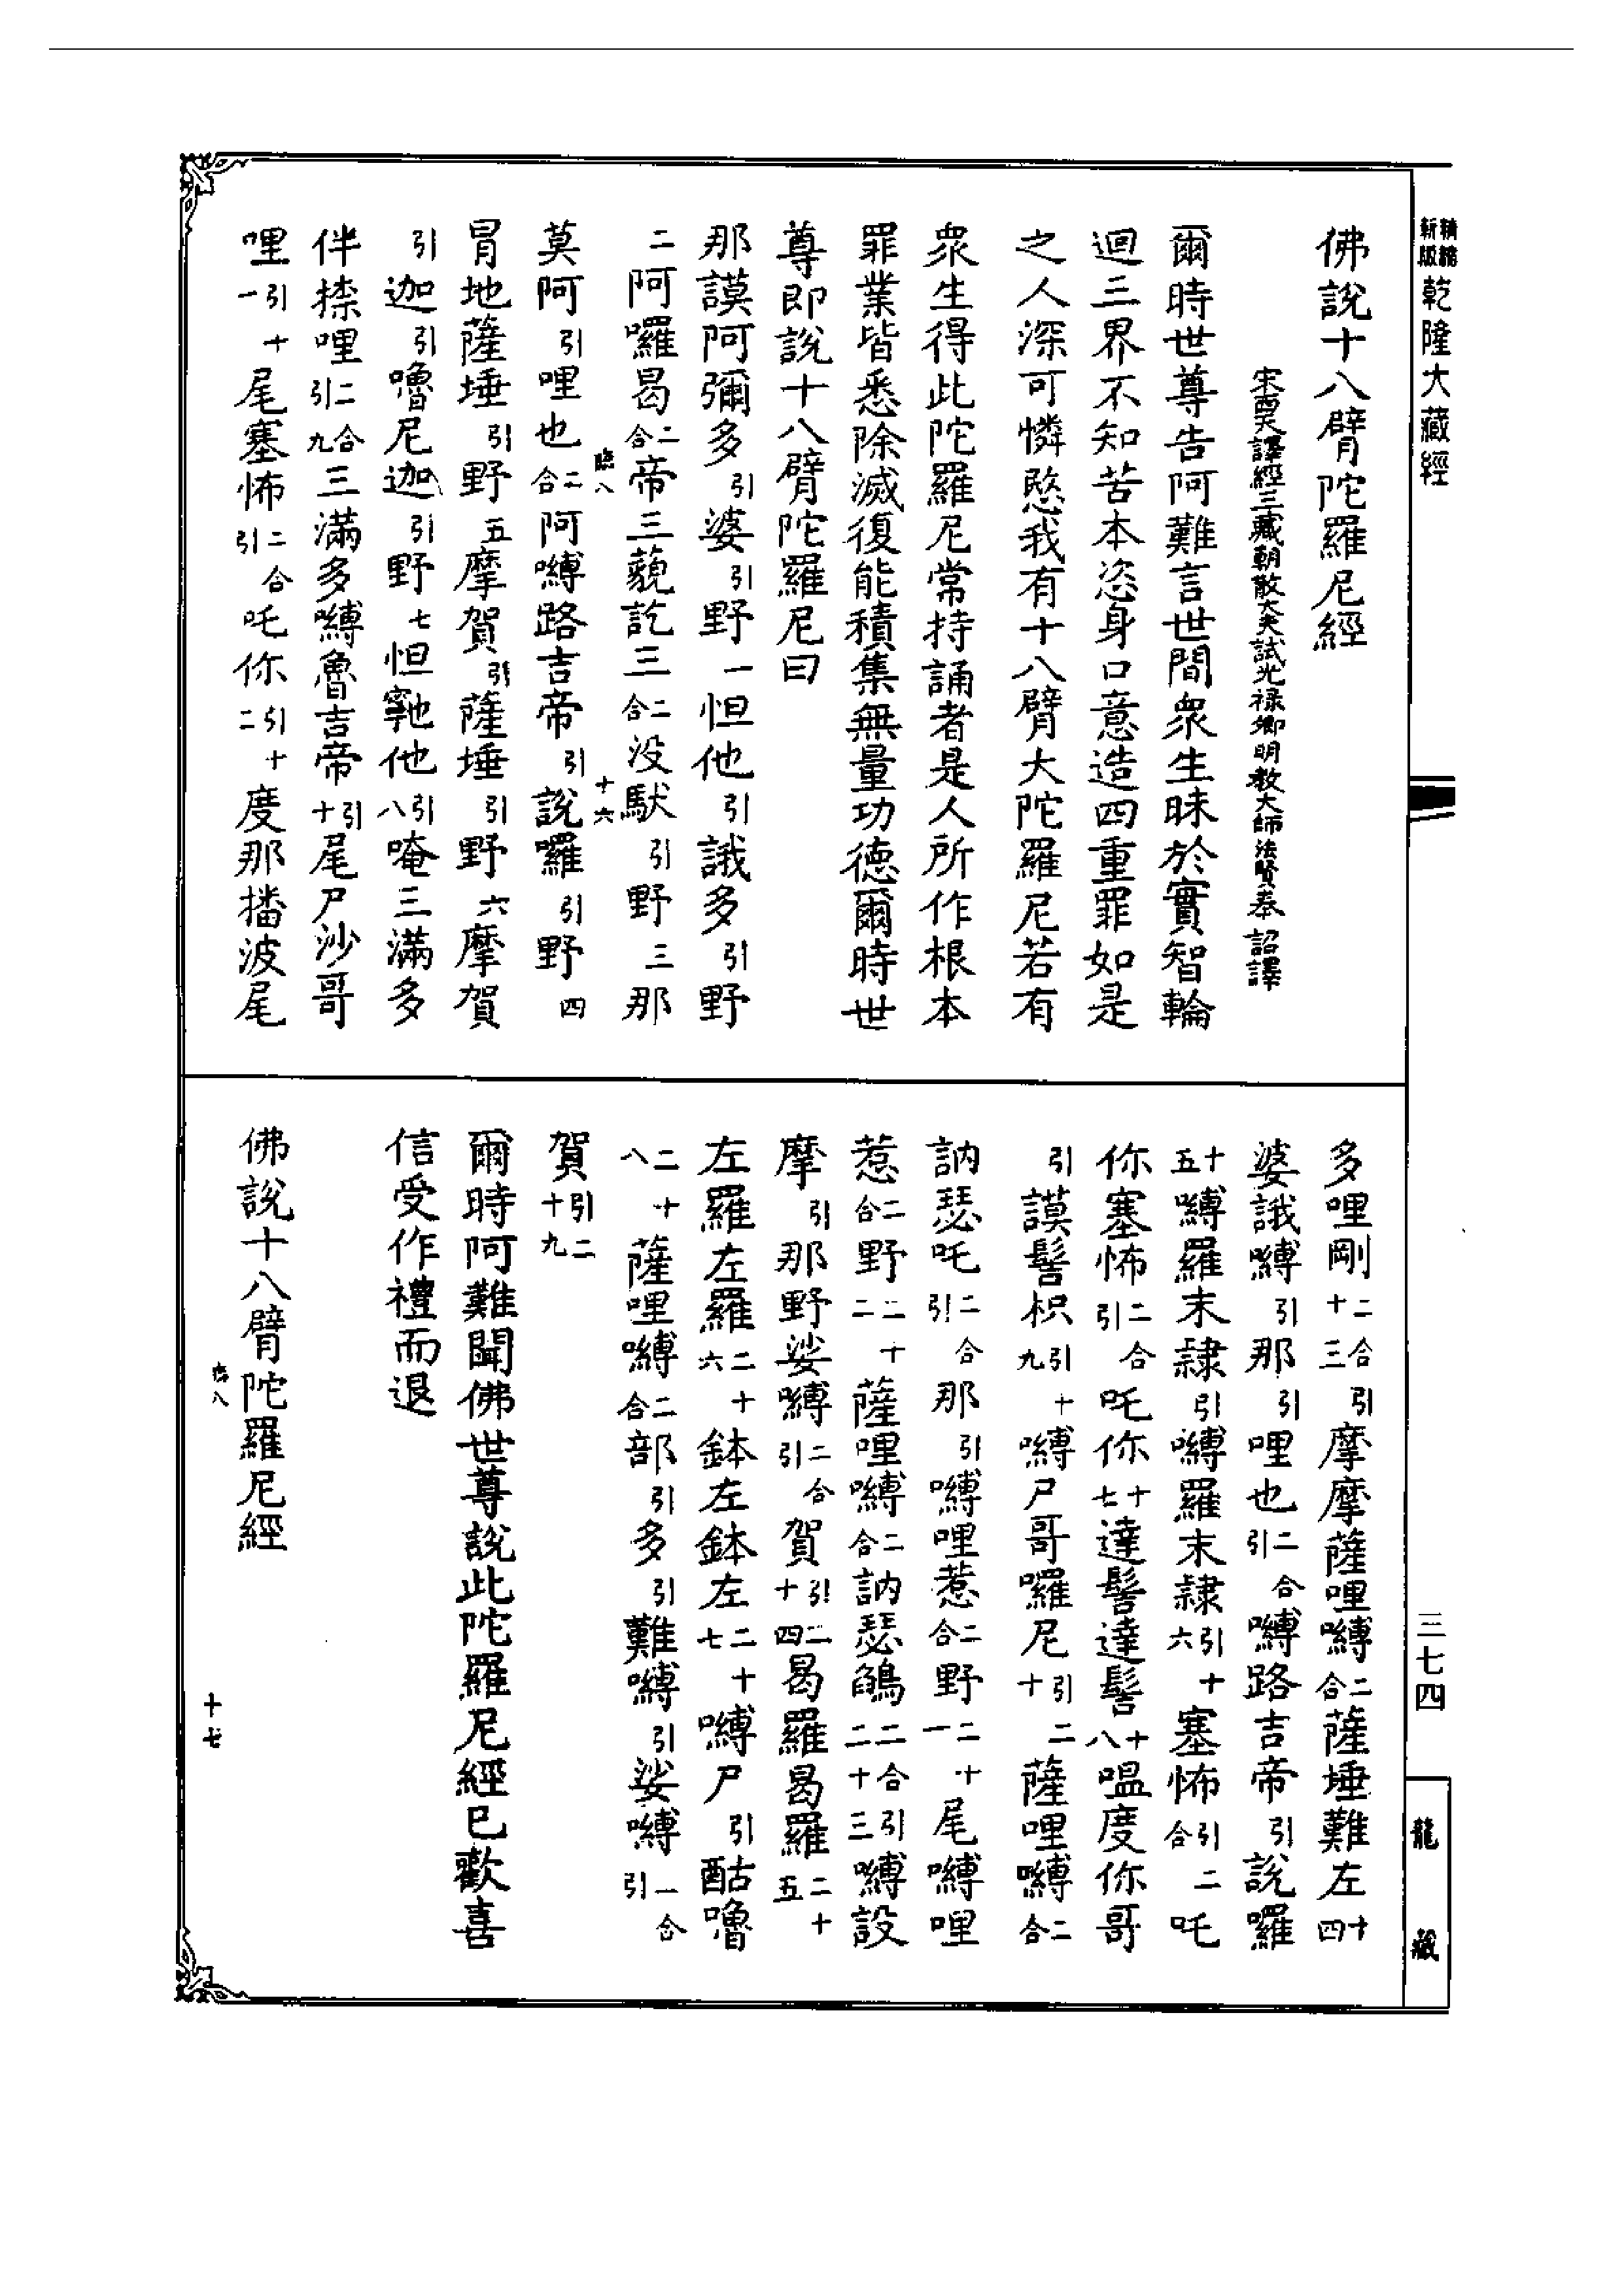 精縮新版乾隆大藏經
佛說十八臂陀羅尼經
宋西天譯經三藏朝散大夫試光祿卿明教大師法賢奉 詔譯
爾時世尊告阿難言世間衆生昧於實智輪
迴三界不知苦本恣身口意造四重罪如是
之人深可憐愍我有十八臂大陀羅尼若有
衆生得此陀羅尼常持誦者是人所作根本
罪業皆悉除滅復能積集無量功德爾時世
尊即說十八臂陀羅尼曰
那謨阿彌多引婆引野一怛他引誐多引野
二阿囉曷二合帝三藐訖三二合沒馱引野三那
莫阿引哩也二合阿嚩路吉帝引說囉引野四
冐地薩埵引野五摩賀引薩埵引野六摩賀
引迦引嚕尼迦引野七怛𩕳他引八唵三滿多
伴捺哩二合引九三滿多嚩魯吉帝引十尾尸沙哥
哩引十一尾塞怖二合引吒你引十二度那播波尾
多哩剛二合十三引摩摩薩哩嚩二合薩埵難左十四
婆誐嚩引那引哩也二合引嚩路吉帝引說羅
十五嚩羅末隷引嚩羅末隷引十六塞怖引二合吒
你塞怖二合引吒你十七達髻達髻十八嗢度你哥
引謨髻枳引十九嚩尸哥囉尼引二十薩哩嚩二合
訥瑟吒二合引那引嚩哩惹二合野二十一尾嚩哩
惹二合野二十二薩哩嚩二合訥瑟鵮二合引二十三嚩設
摩引那野娑嚩二合引賀引二十四曷羅曷羅二十五
左羅左羅二十六鉢左鉢左二十七嚩尸引酤嚕
二十八薩哩嚩二合部引多引難嚩引娑嚩一合引
賀引二十九
爾時阿難聞佛世尊說此陀羅尼經已歡喜
信受作禮而退
佛說十八臂陀羅尼經
三七四
龍藏
十六
十七